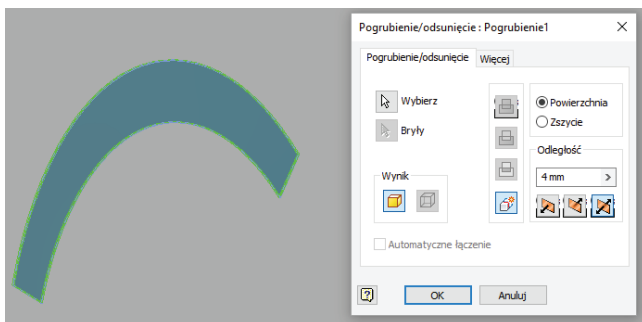 Pogrubienie/odsunięcie : Pogrubienie1
Pogrubienie/odsunięcie Więcej
Wybierz
Bryły
Powierzchnia
Zszycie
Odległość
4 mm
Wynik
Automatyczne łączenie
OK Anuluj